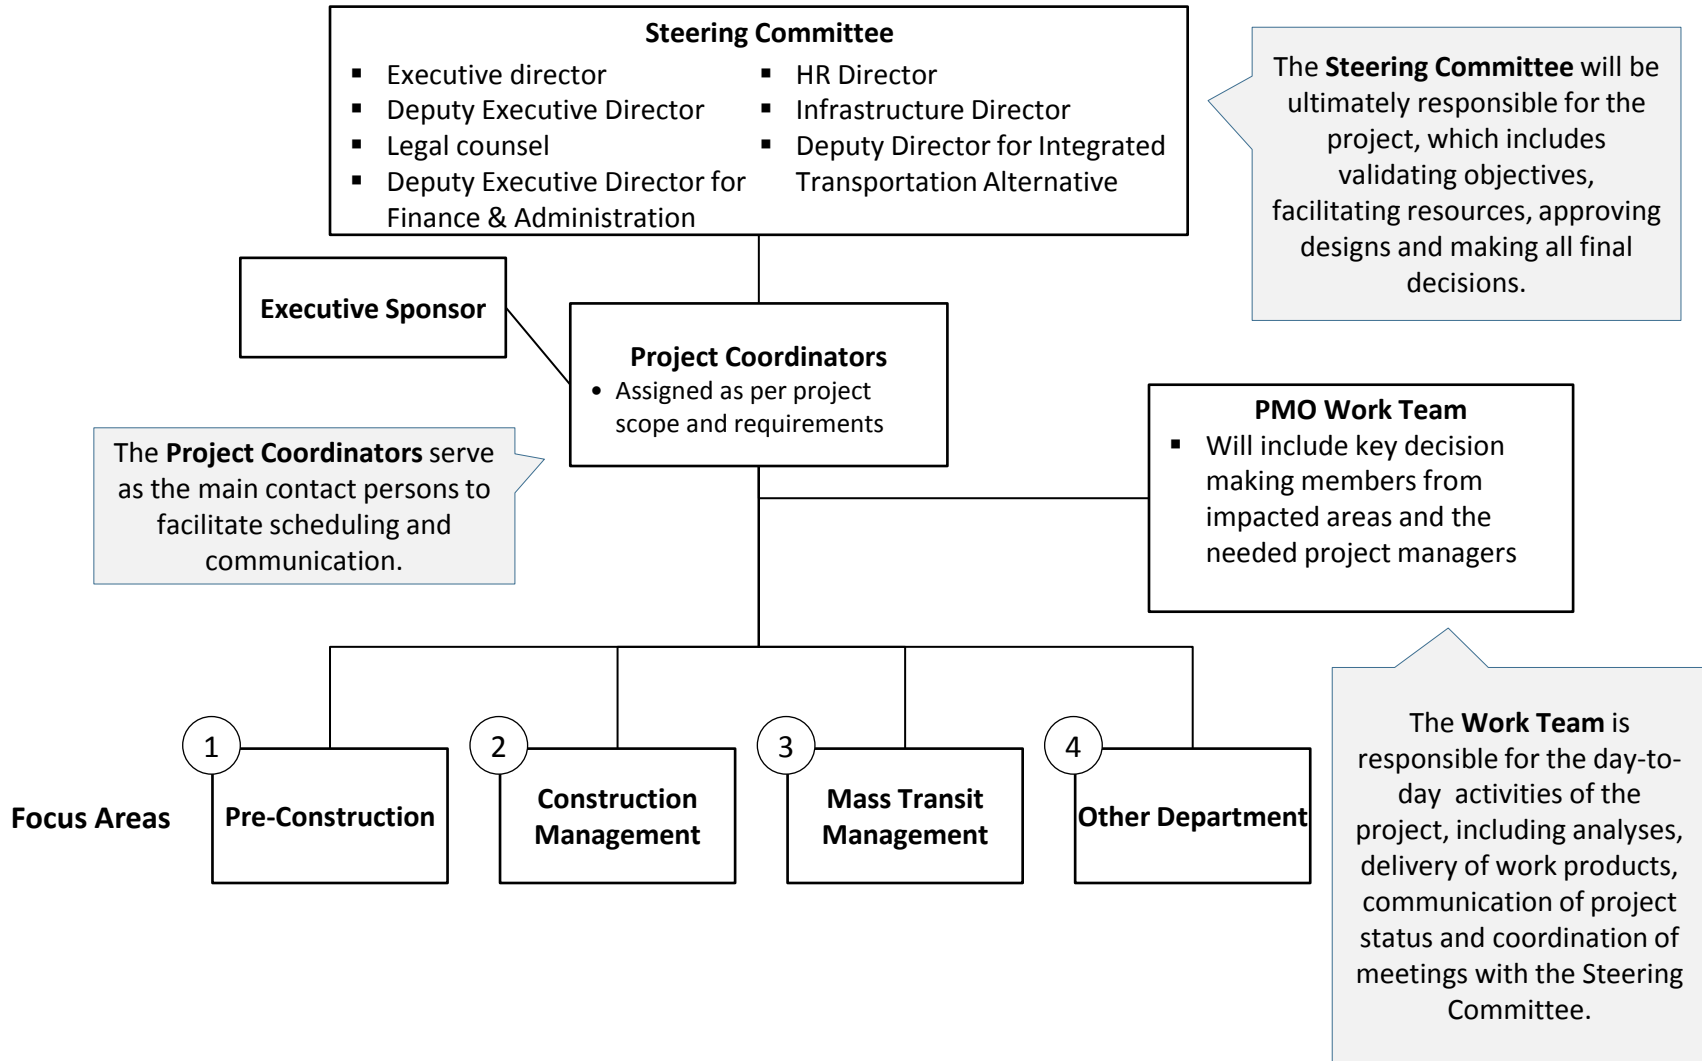 Steering Committee
▪ Executive director
▪ Deputy Executive Director
▪ Legal counsel
▪ Deputy Executive Director for
Finance & Administration
▪ HR Director
▪ Infrastructure Director
▪ Deputy Director for Integrated
Transportation Alternative
The Steering Committee will be
ultimately responsible for the
project, which includes
validating objectives,
facilitating resources, approving
designs and making all final
decisions.
Executive Sponsor
Project Coordinators
• Assigned as per project
scope and requirements
The Project Coordinators serve
as the main contact persons to
facilitate scheduling and
communication.
PMO Work Team
▪ Will include key decision
making members from
impacted areas and the
needed project managers
The Work Team is
responsible for the day-to-
day activities of the
project, including analyses,
delivery of work products,
communication of project
status and coordination of
meetings with the Steering
Committee.
Focus Areas
1
Pre-Construction
2
Construction
Management
3
Mass Transit
Management
4
Other Department